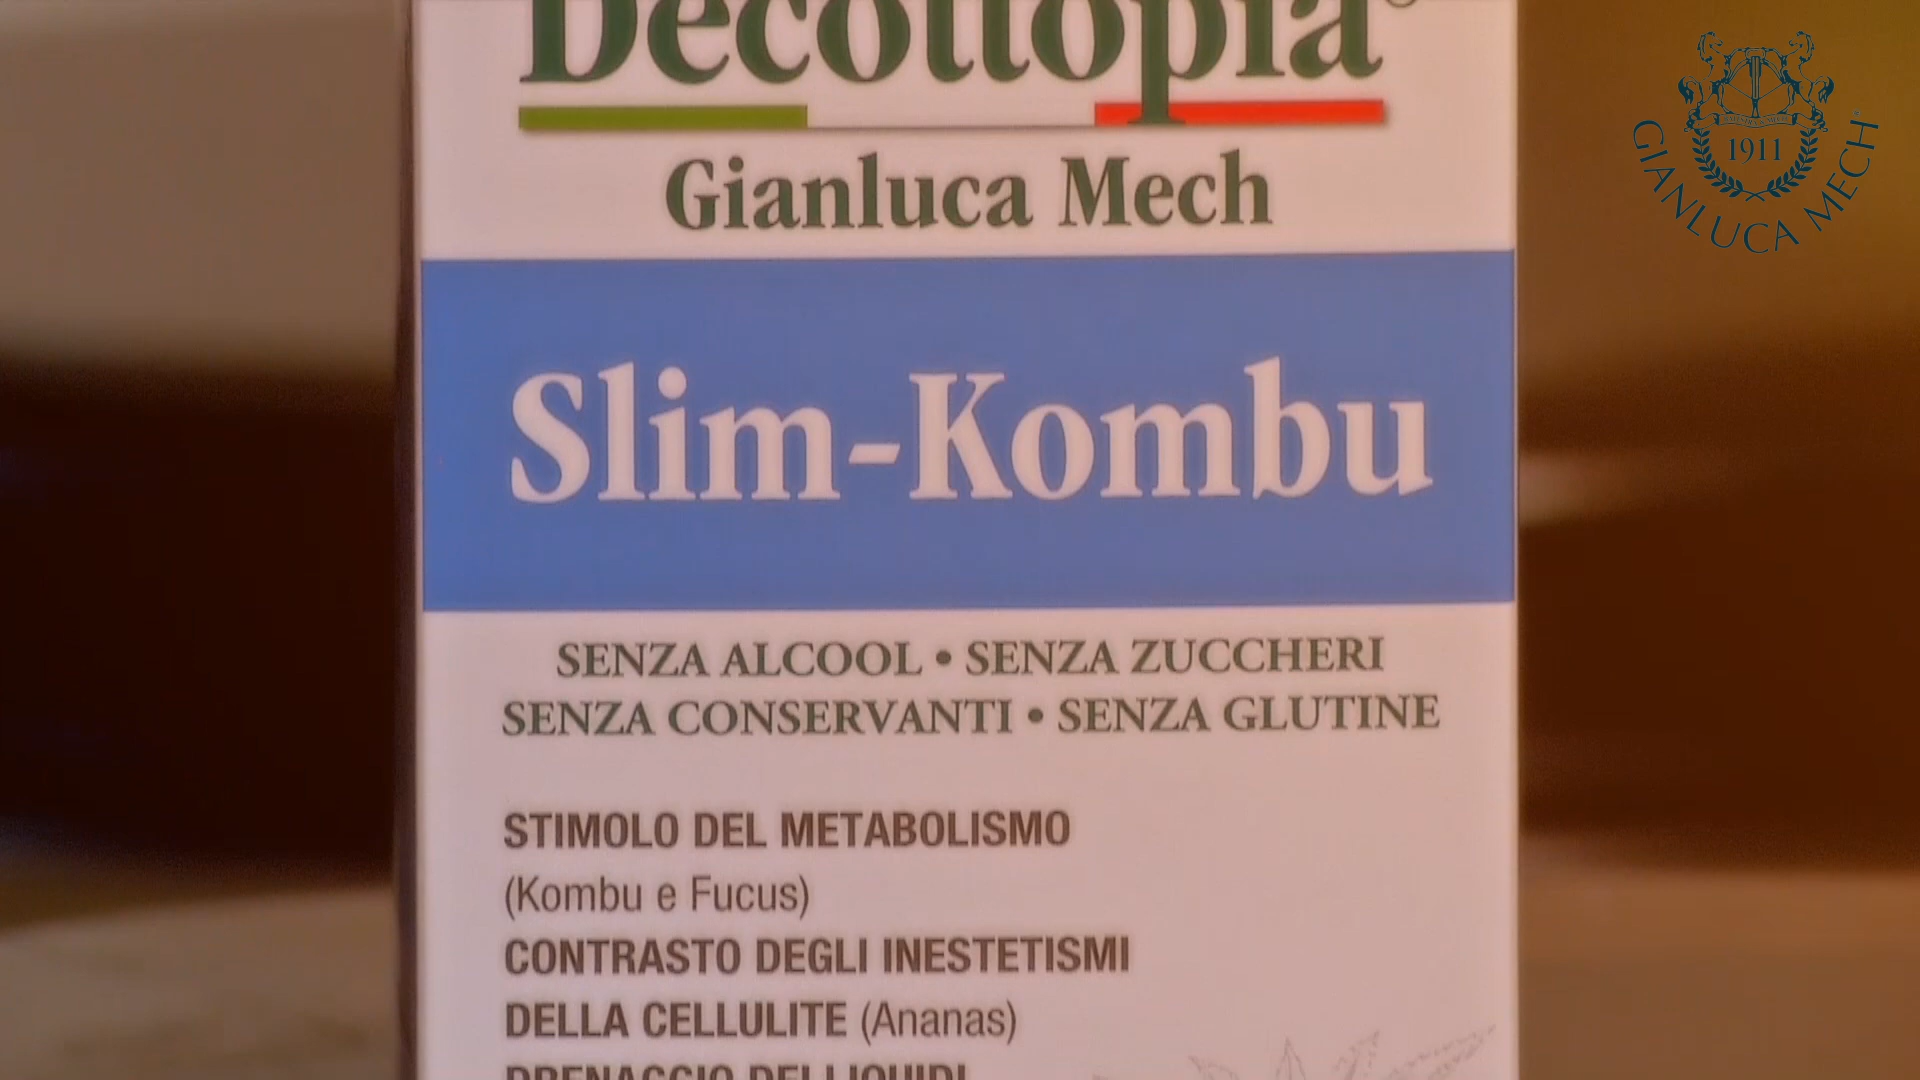 Decottopia
Gianluca Mech
Slim-Kombu
SENZA ALCOOL • SENZA ZUCCHERI
SENZA CONSERVANTI • SENZA GLUTINE
STIMOLO DEL METABOLISMO
(Kombu e Fucus)
CONTRASTO DEGLI INESTETISMI
DELLA CELLULITE (Ananas)
DRENAGGIO DEI LIQUIDI
1911
GIANLUCA MECH